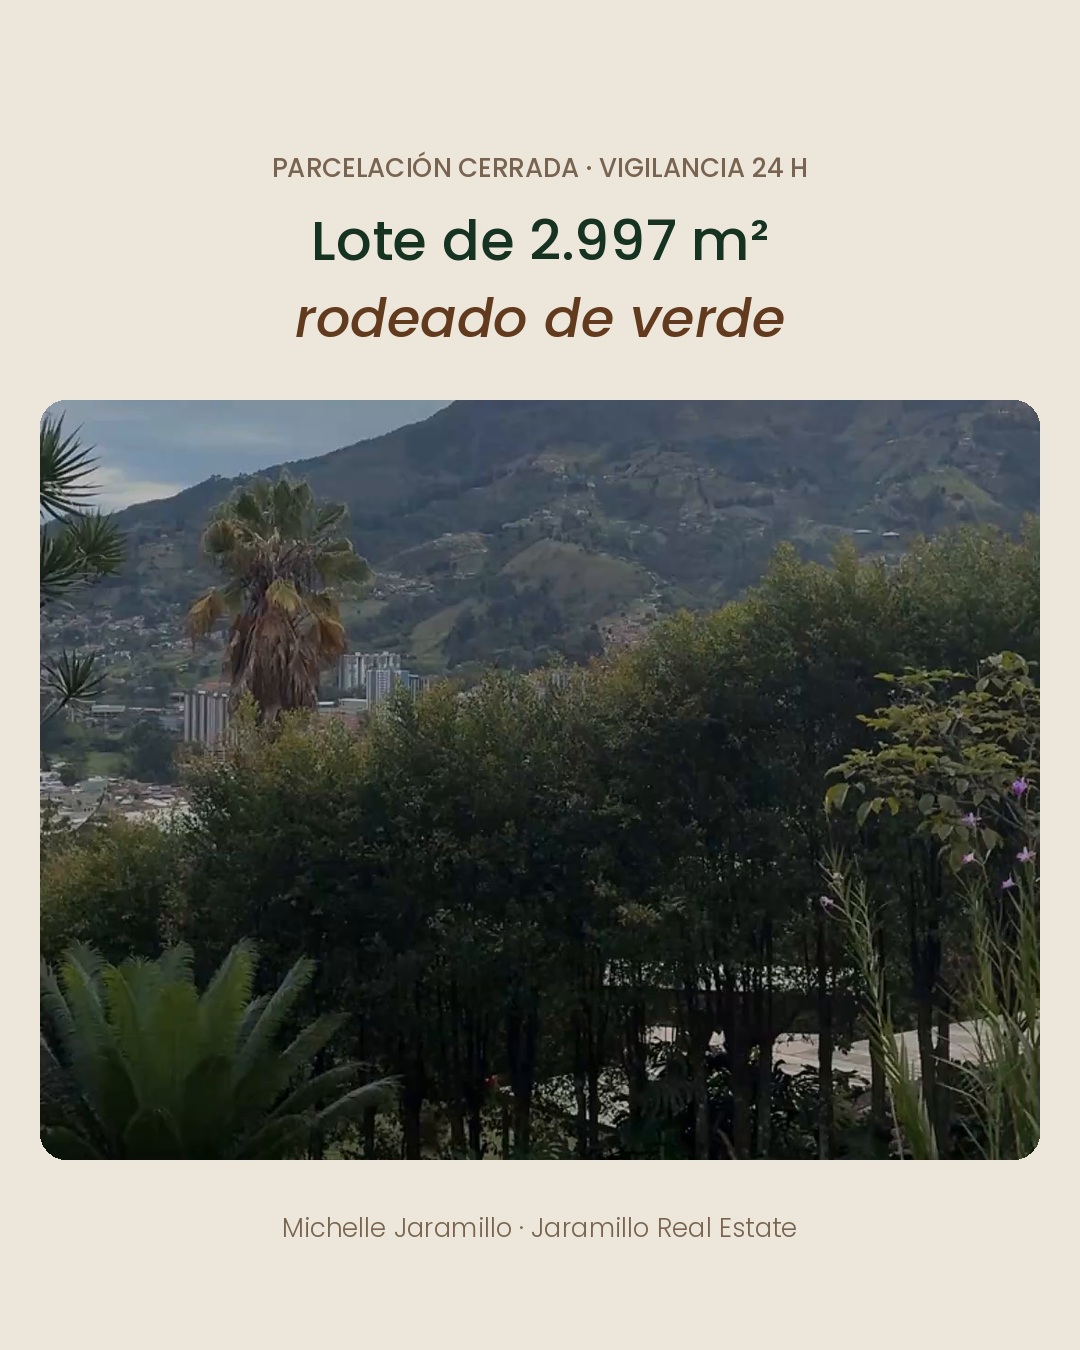 PARCELACIÓN CERRADA · VIGILANCIA 24 H
Lote de 2.997 m²
rodeado de verde
Michelle Jaramillo · Jaramillo Real Estate